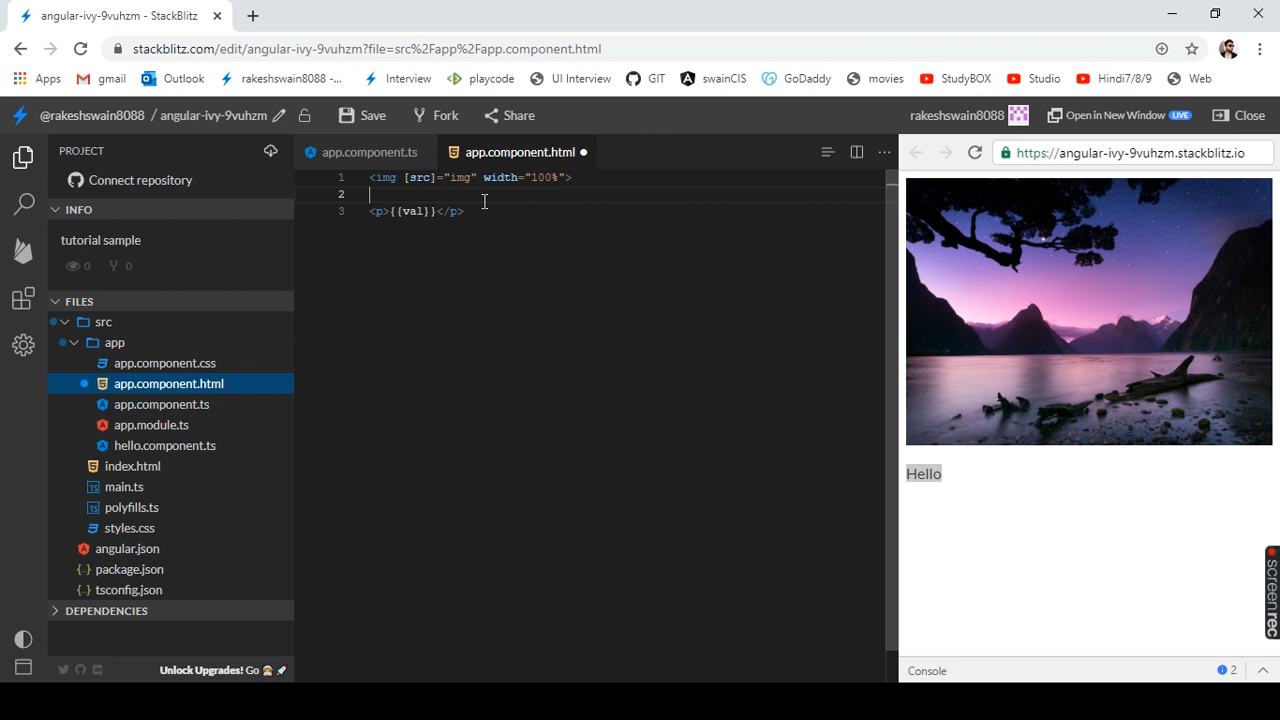 angular-ivy-9vuhzm - StackBlitz
stackblitz.com/edit/angular-ivy-9vuhzm?file=src%2Fapp%2Fapp.component.html
Apps gmail Outlook rakeshswain8088 -... Interview playcode UI Interview GIT swainCIS GoDaddy movies StudyBOX Studio Hindi7/8/9 Web
@rakeshswain8088 / angular-ivy-9vuhzm Save Fork Share rakeshswain8088 Open in New Window LIVE Close
PROJECT
app.component.ts app.component.html
https://angular-ivy-9vuhzm.stackblitz.io
Connect repository
INFO
tutorial sample
0 0
FILES
src
app
app.component.css
app.component.html
app.component.ts
app.module.ts
hello.component.ts
index.html
main.ts
polyfills.ts
styles.css
angular.json
package.json
tsconfig.json
DEPENDENCIES
Unlock Upgrades! Go
1 <img [src]="img" width="100%">
2
3 <p>{{val}}</p>
Hello
Console 2
screenrec